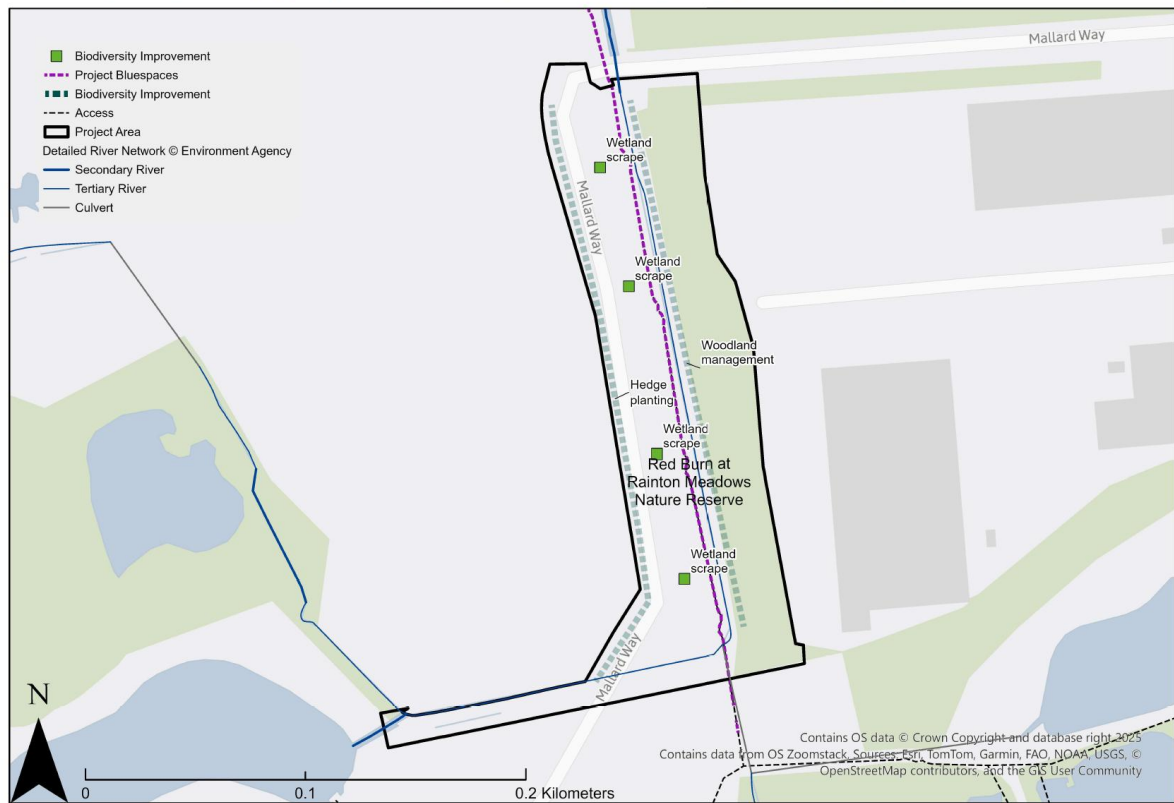 Biodiversity Improvement
Project Bluespaces
Biodiversity Improvement
Access
Project Area
Detailed River Network © Environment Agency
Secondary River
Tertiary River
Culvert
Mallard Way
Wetland
scrape
Mallard Way
Wetland
scrape
Woodland
management
Hedge
planting
Wetland
scrape
Red Burn at
Rainton Meadows
Nature Reserve
Wetland
scrape
Mallard Way
N
0
0.1
0.2 Kilometers
Contains OS data © Crown Copyright and database right 2025
Contains data from OS Zoomstack, Sources: Esri, TomTom, Garmin, FAO, NOAA, USGS, ©
OpenStreetMap contributors, and the GIS User Community